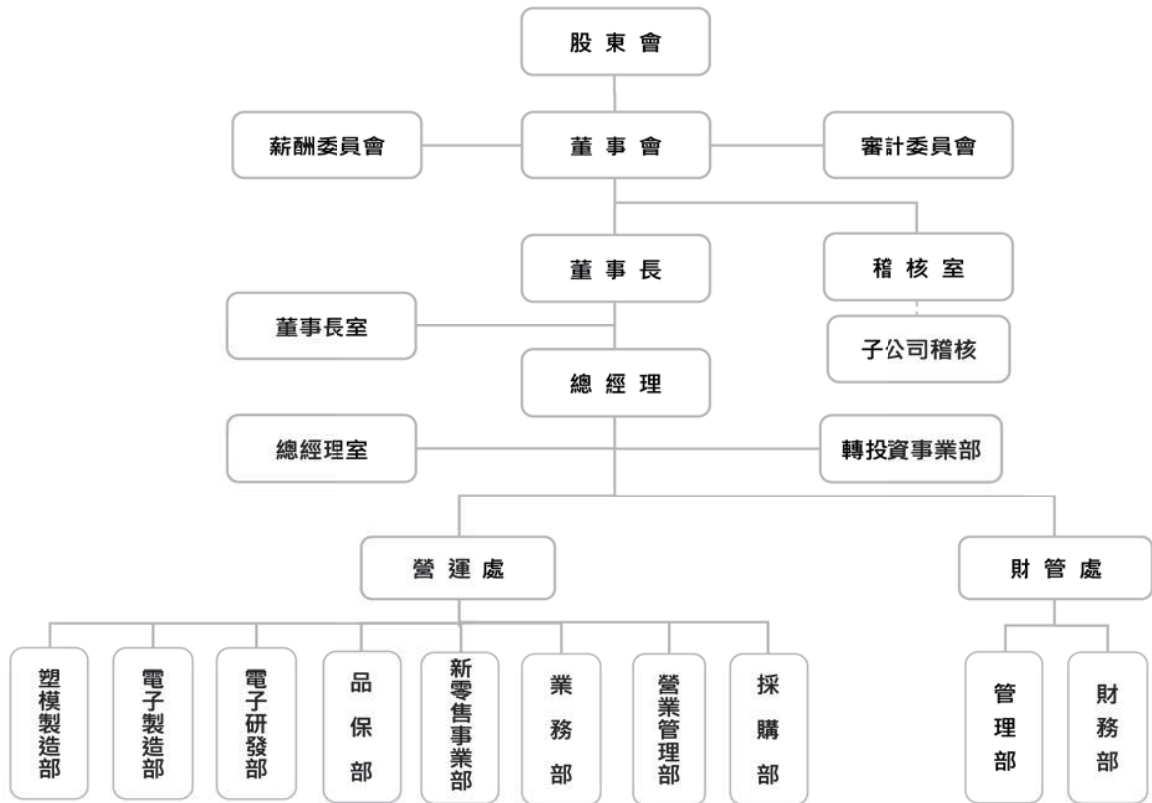 股東會
薪酬委員會
董事會
審計委員會
董事長
稽核室
董事長室
子公司稽核
總經理
總經理室
轉投資事業部
營運處
財管處
塑模製造部
電子製造部
電子研發部
品保部
新零售事業部
業務部
營業管理部
採購部
管理部
財務部